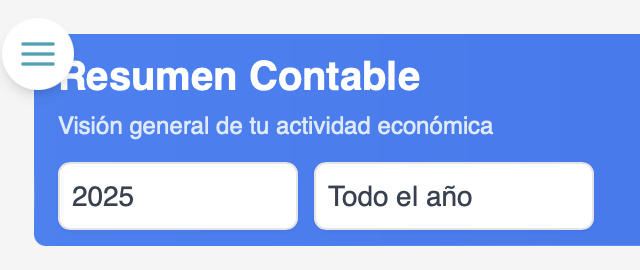 Resumen Contable
Visión general de tu actividad económica
2025
Todo el año